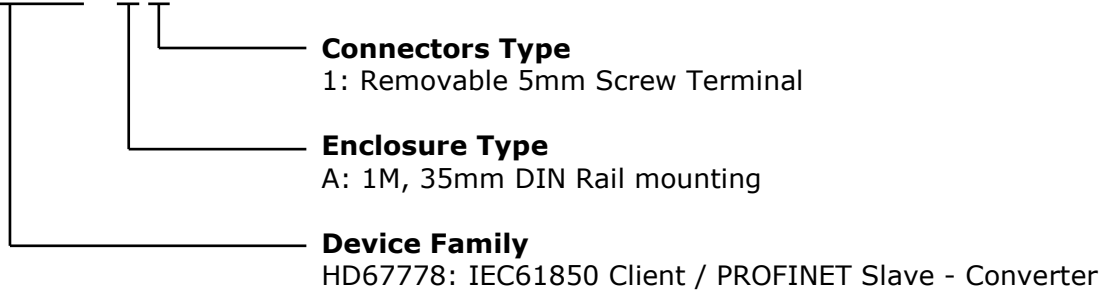 Connectors Type
1: Removable 5mm Screw Terminal
Enclosure Type
A: 1M, 35mm DIN Rail mounting
Device Family
HD67778: IEC61850 Client / PROFINET Slave - Converter